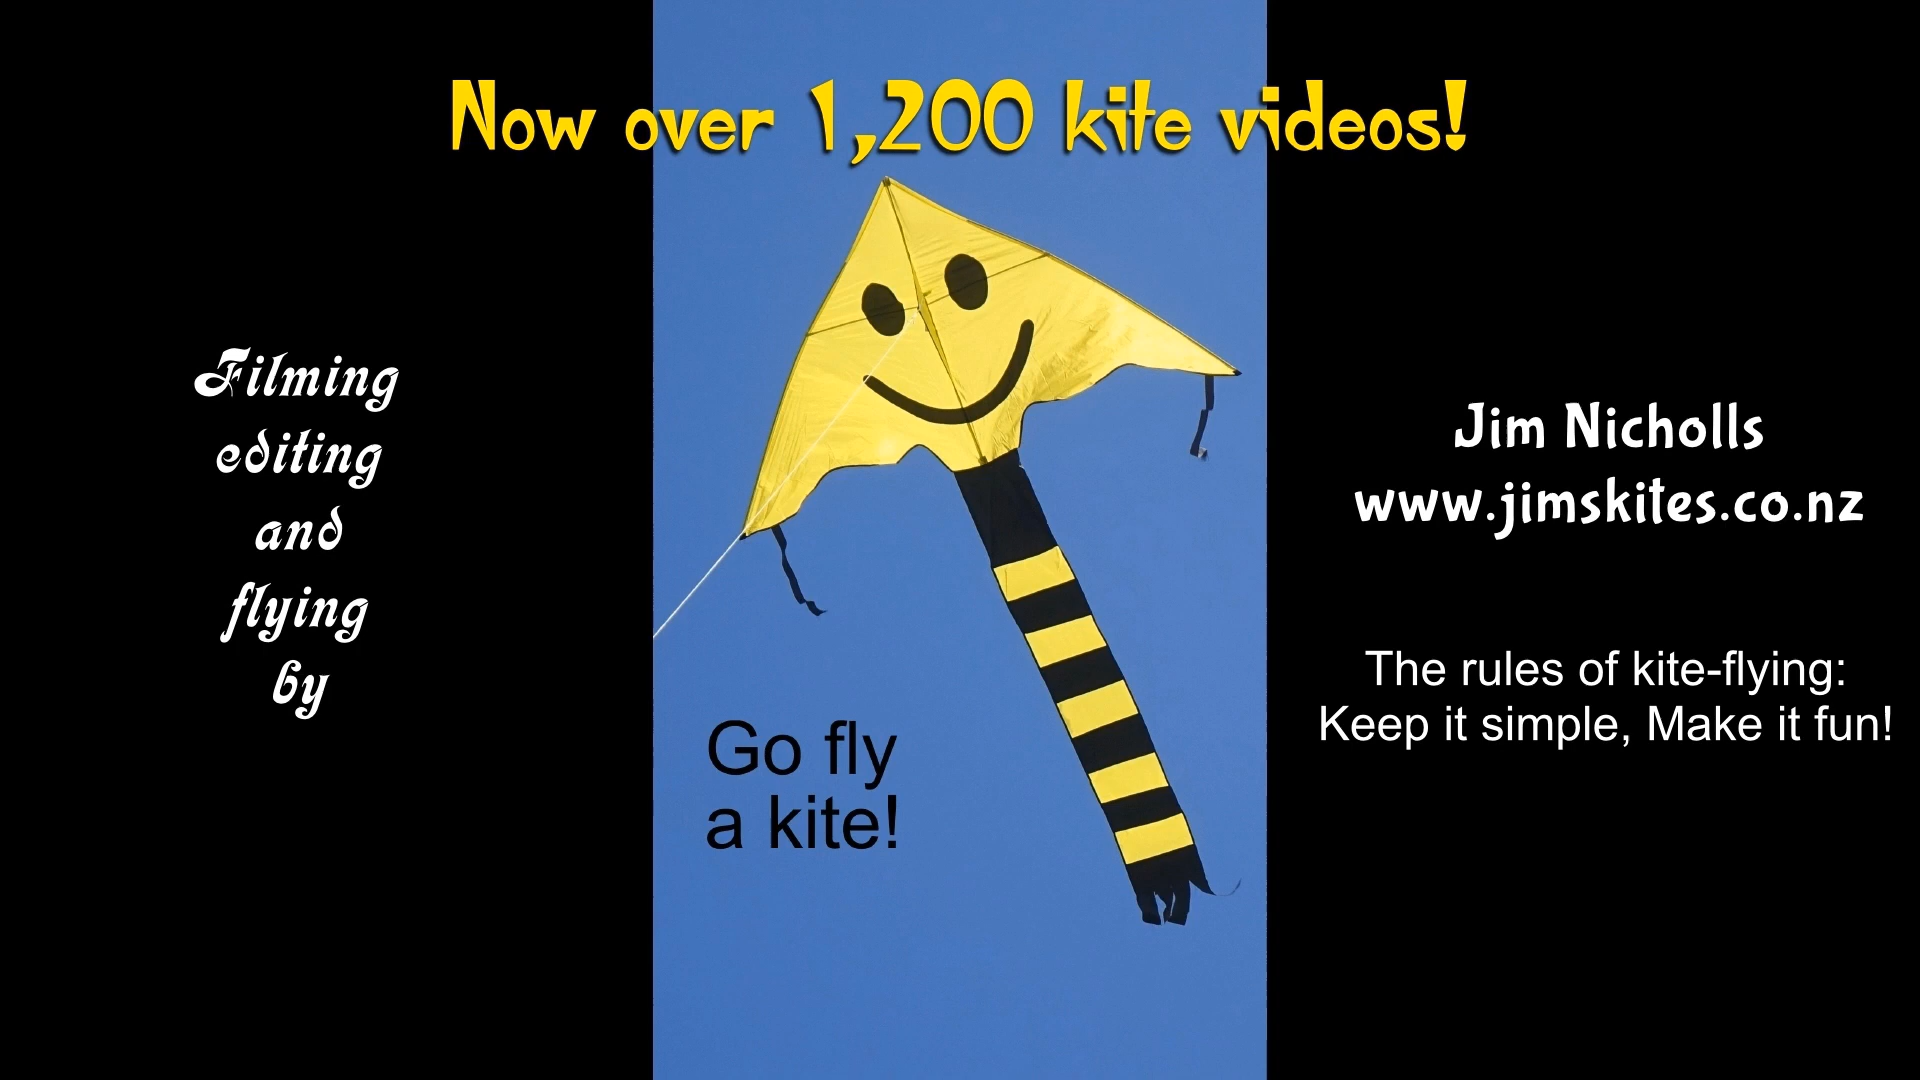 Now over 1,200 kite videos!
Filming
editing
and
flying
by
Jim Nicholls
www.jimskites.co.nz
The rules of kite-flying:
Keep it simple, Make it fun!
Go fly
a kite!